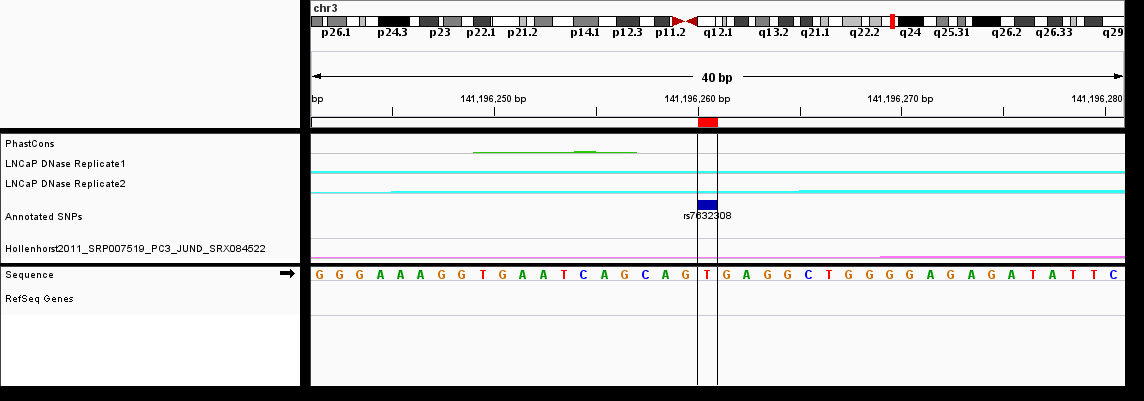 chr3
p26.1 p24.3 p23 p22.1 p21.2 p14.1 p12.3 p11.2 q12.1 q13.2 q21.1 q22.2 q24 q25.31 q26.2 q26.33 q29
40 bp
bp 141,196,250 bp 141,196,260 bp 141,196,270 bp 141,196,280
PhastCons
LNCaP DNase Replicate1
LNCaP DNase Replicate2
Annotated SNPs
rs7632308
Hollenhorst2011_SRP007519_PC3_JUND_SRX084522
Sequence G G G A A A G G T G A A T C A G C A G T G A G G C T G G G G A G A G A T A T T C
RefSeq Genes